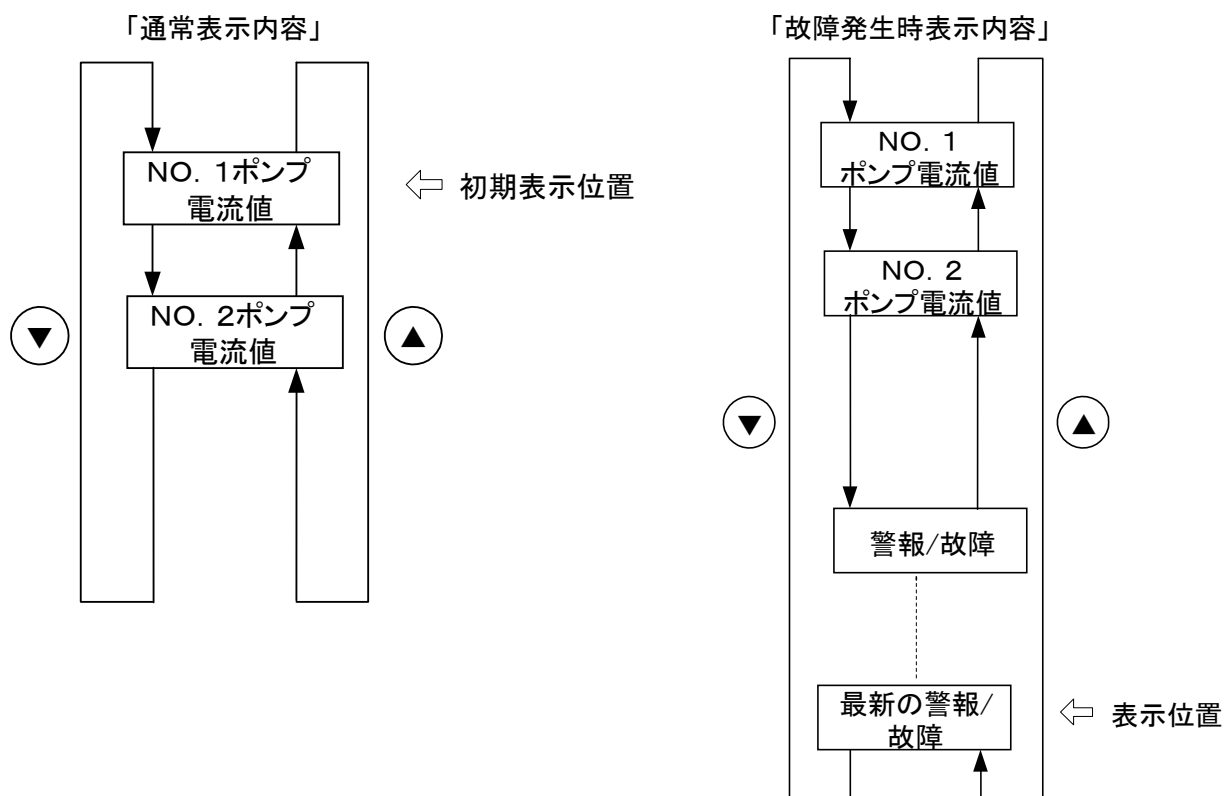 「通常表示内容」
NO. 1ポンプ
電流値
⇦ 初期表示位置
NO. 2ポンプ
電流値
▼
▲
「故障発生時表示内容」
NO. 1
ポンプ電流値
NO. 2
ポンプ電流値
▼
▲
警報/故障
最新の警報/
故障
⇦ 表示位置